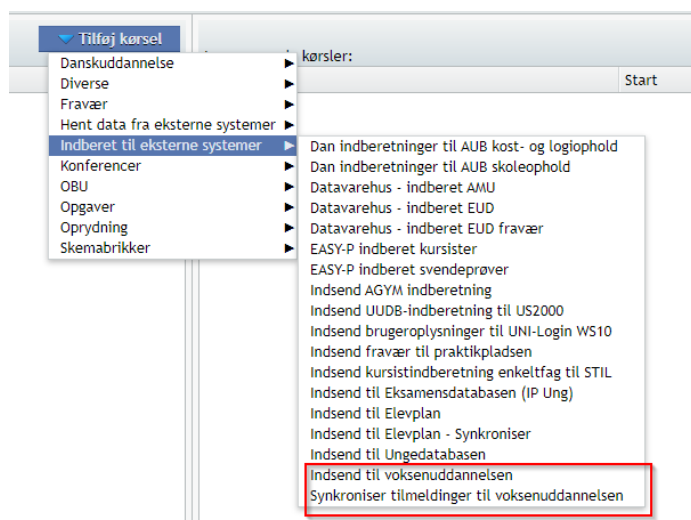 Tilføj kørsel
kørsler:
Start
Danskuddannelse
Diverse
Fravær
Hent data fra eksterne systemer
Indberet til eksterne systemer
Konferencer
OBU
Opgaver
Oprydning
Skemabrikker
Dan indberetninger til AUB kost- og logiophold
Dan indberetninger til AUB skoleophold
Datavarehus - indberet AMU
Datavarehus - indberet EUD
Datavarehus - indberet EUD fravær
EASY-P indberet kursister
EASY-P indberet svendeprøver
Indsend AGYM indberetning
Indsend UUDB-indberetning til US2000
Indsend brugeroplysninger til UNI-Login WS10
Indsend fravær til praktikpladsen
Indsend kursistindberetning enkeltfag til STIL
Indsend til Eksamensdatabasen (IP Ung)
Indsend til Elevplan
Indsend til Elevplan - Synkroniser
Indsend til Ungedatabasen
Indsend til voksenuddannelsen
Synkroniser tilmeldinger til voksenuddannelsen